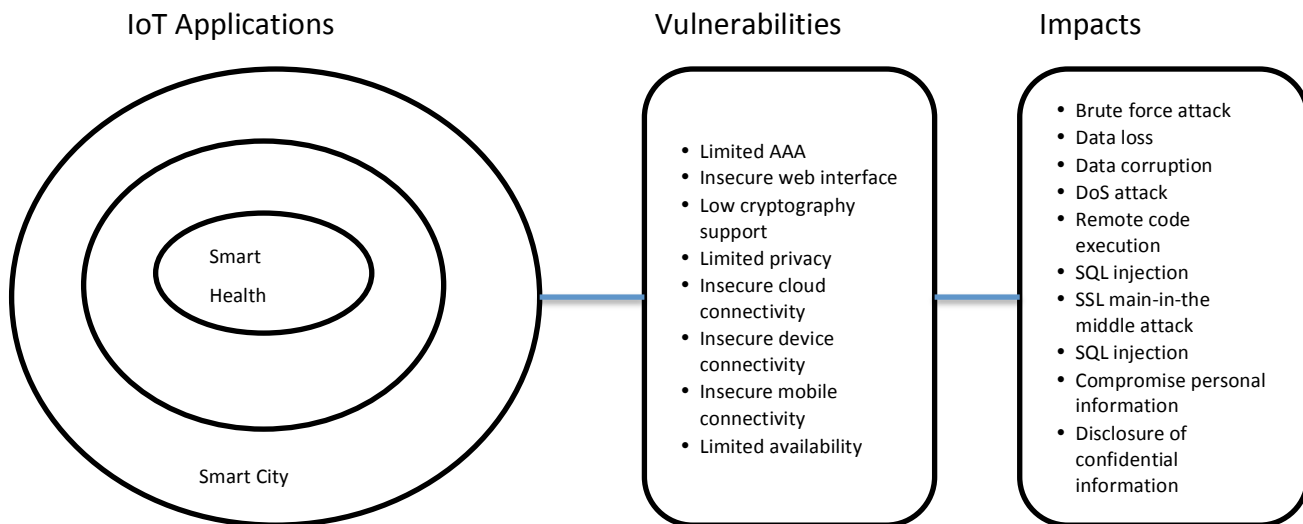 IoT Applications
Smart
Health
Smart City
Vulnerabilities
• Limited AAA
• Insecure web interface
• Low cryptography
support
• Limited privacy
• Insecure cloud
connectivity
• Insecure device
connectivity
• Insecure mobile
connectivity
• Limited availability
Impacts
• Brute force attack
• Data loss
• Data corruption
• DoS attack
• Remote code
execution
• SQL injection
• SSL main-in-the
middle attack
• SQL injection
• Compromise personal
information
• Disclosure of
confidential
information